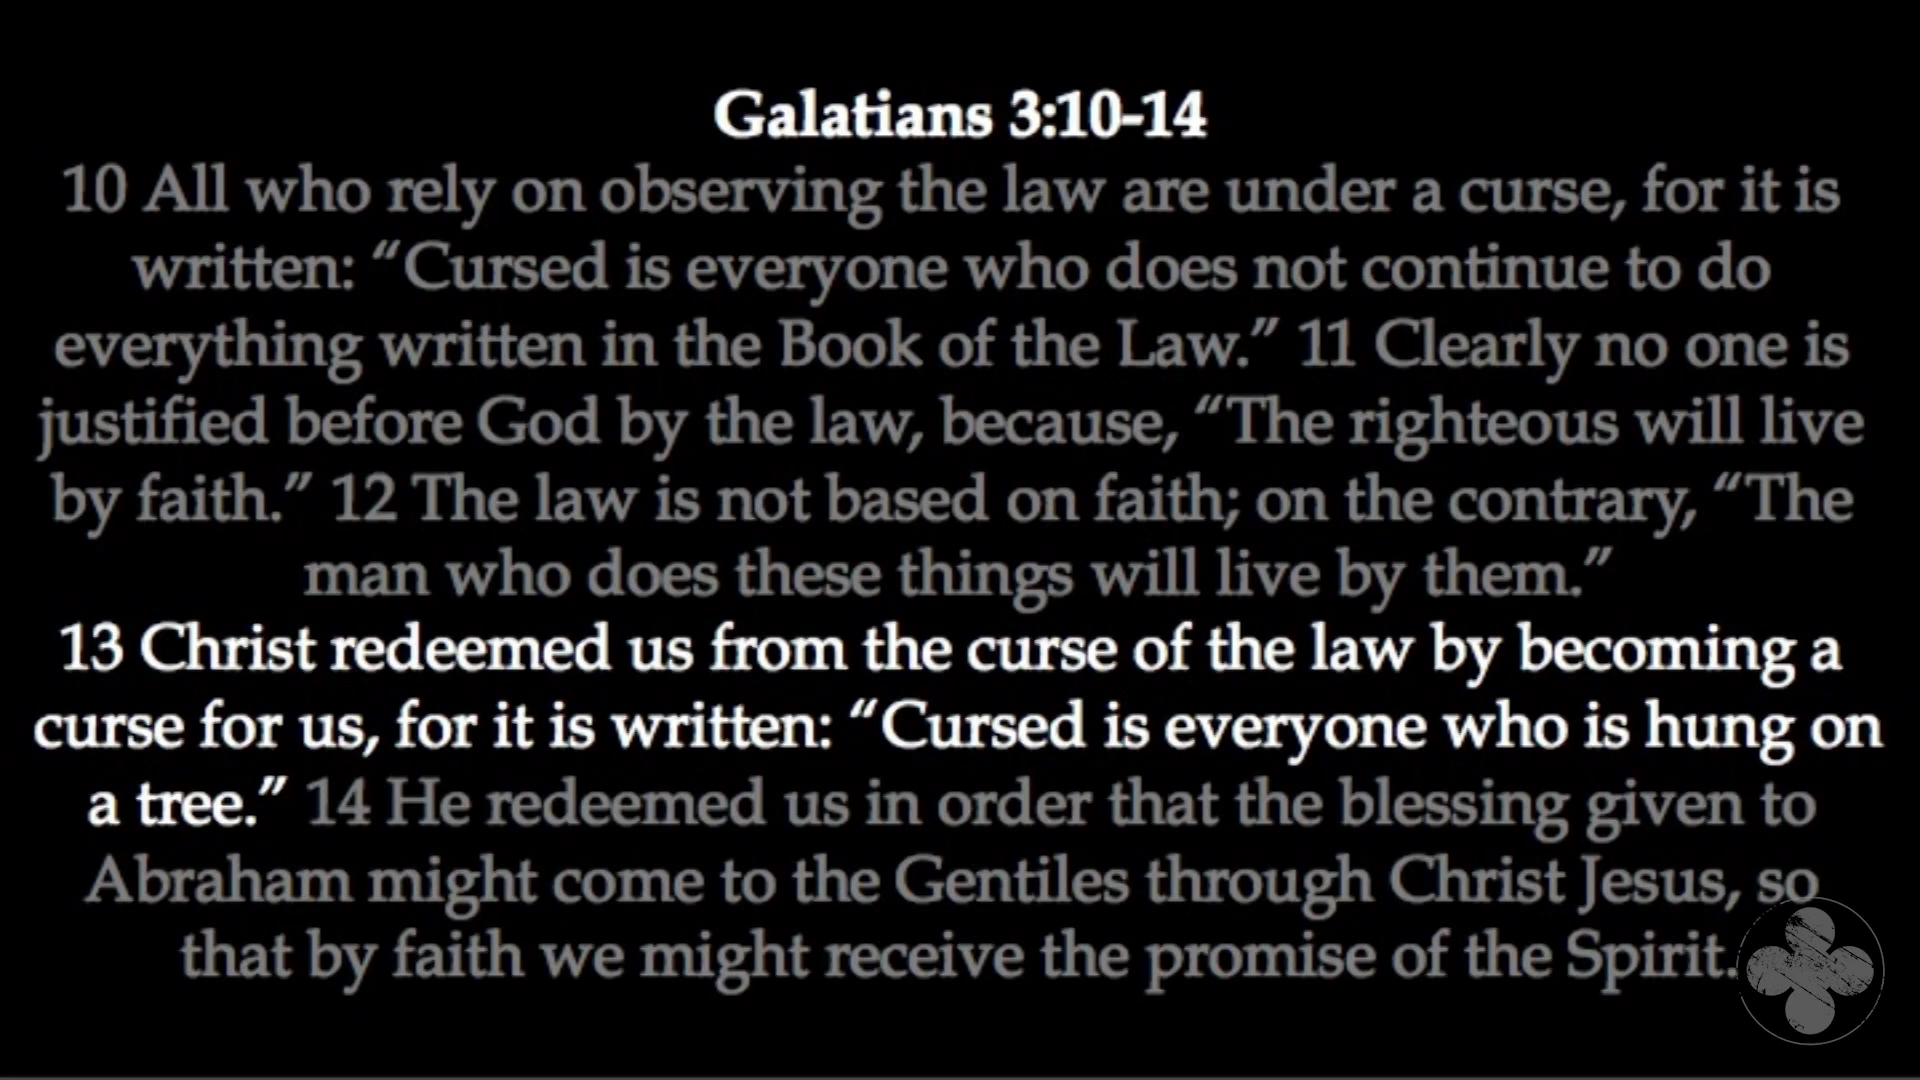 Galatians 3:10-14
10 All who rely on observing the law are under a curse, for it is
written: “Cursed is everyone who does not continue to do
everything written in the Book of the Law.” 11 Clearly no one is
justified before God by the law, because, “The righteous will live
by faith.” 12 The law is not based on faith; on the contrary, “The
man who does these things will live by them.”
13 Christ redeemed us from the curse of the law by becoming a
curse for us, for it is written: “Cursed is everyone who is hung on
a tree.” 14 He redeemed us in order that the blessing given to
Abraham might come to the Gentiles through Christ Jesus, so
that by faith we might receive the promise of the Spirit.